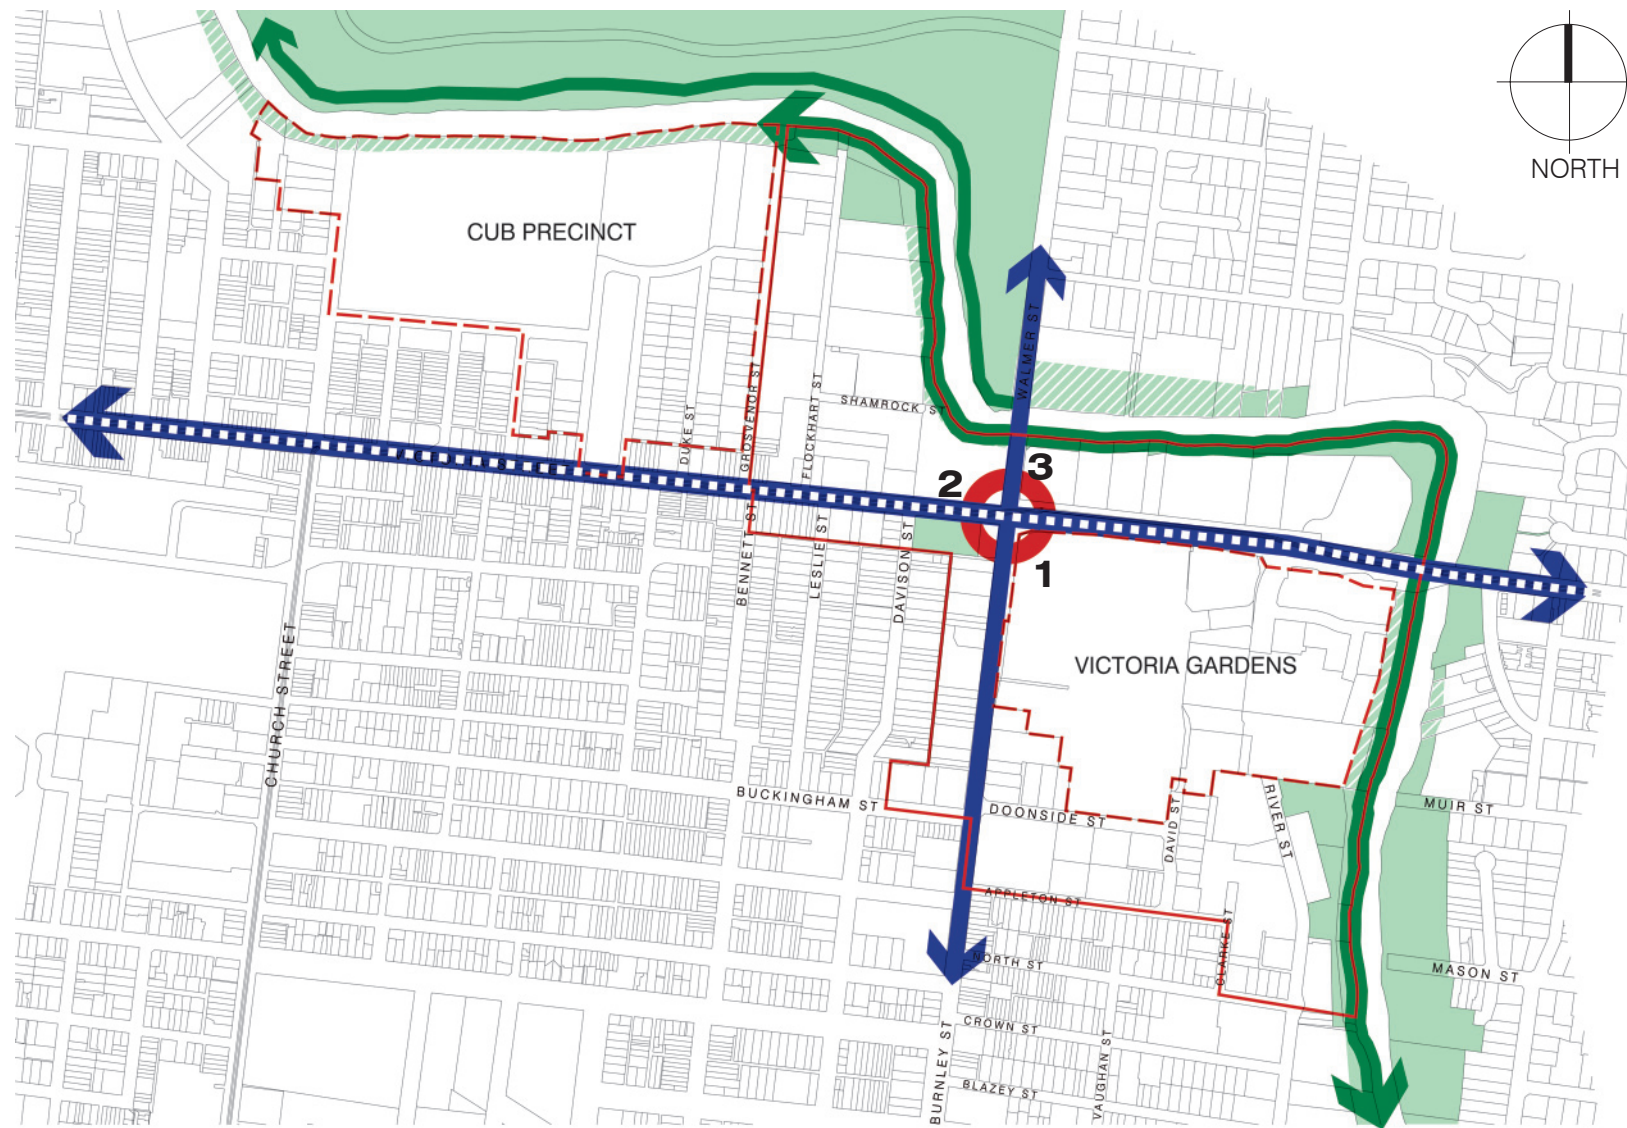 NORTH
CUB PRECINCT
WALMER ST
GROSVENOR ST
FLOCKHART ST
DUKE ST
SHAMROCK ST
3
2
1
BENNETT ST
LESLIE ST
DAVISON ST
CHURCH STREET
VICTORIA GARDENS
BUCKINGHAM ST
DOONSIDE ST
DAVID ST
RIVER ST
MUIR ST
APPLETON ST
CLARKE ST
NORTH ST
MASON ST
CROWN ST
BURNLEY ST
VAUGHAN ST
BLAZEY ST